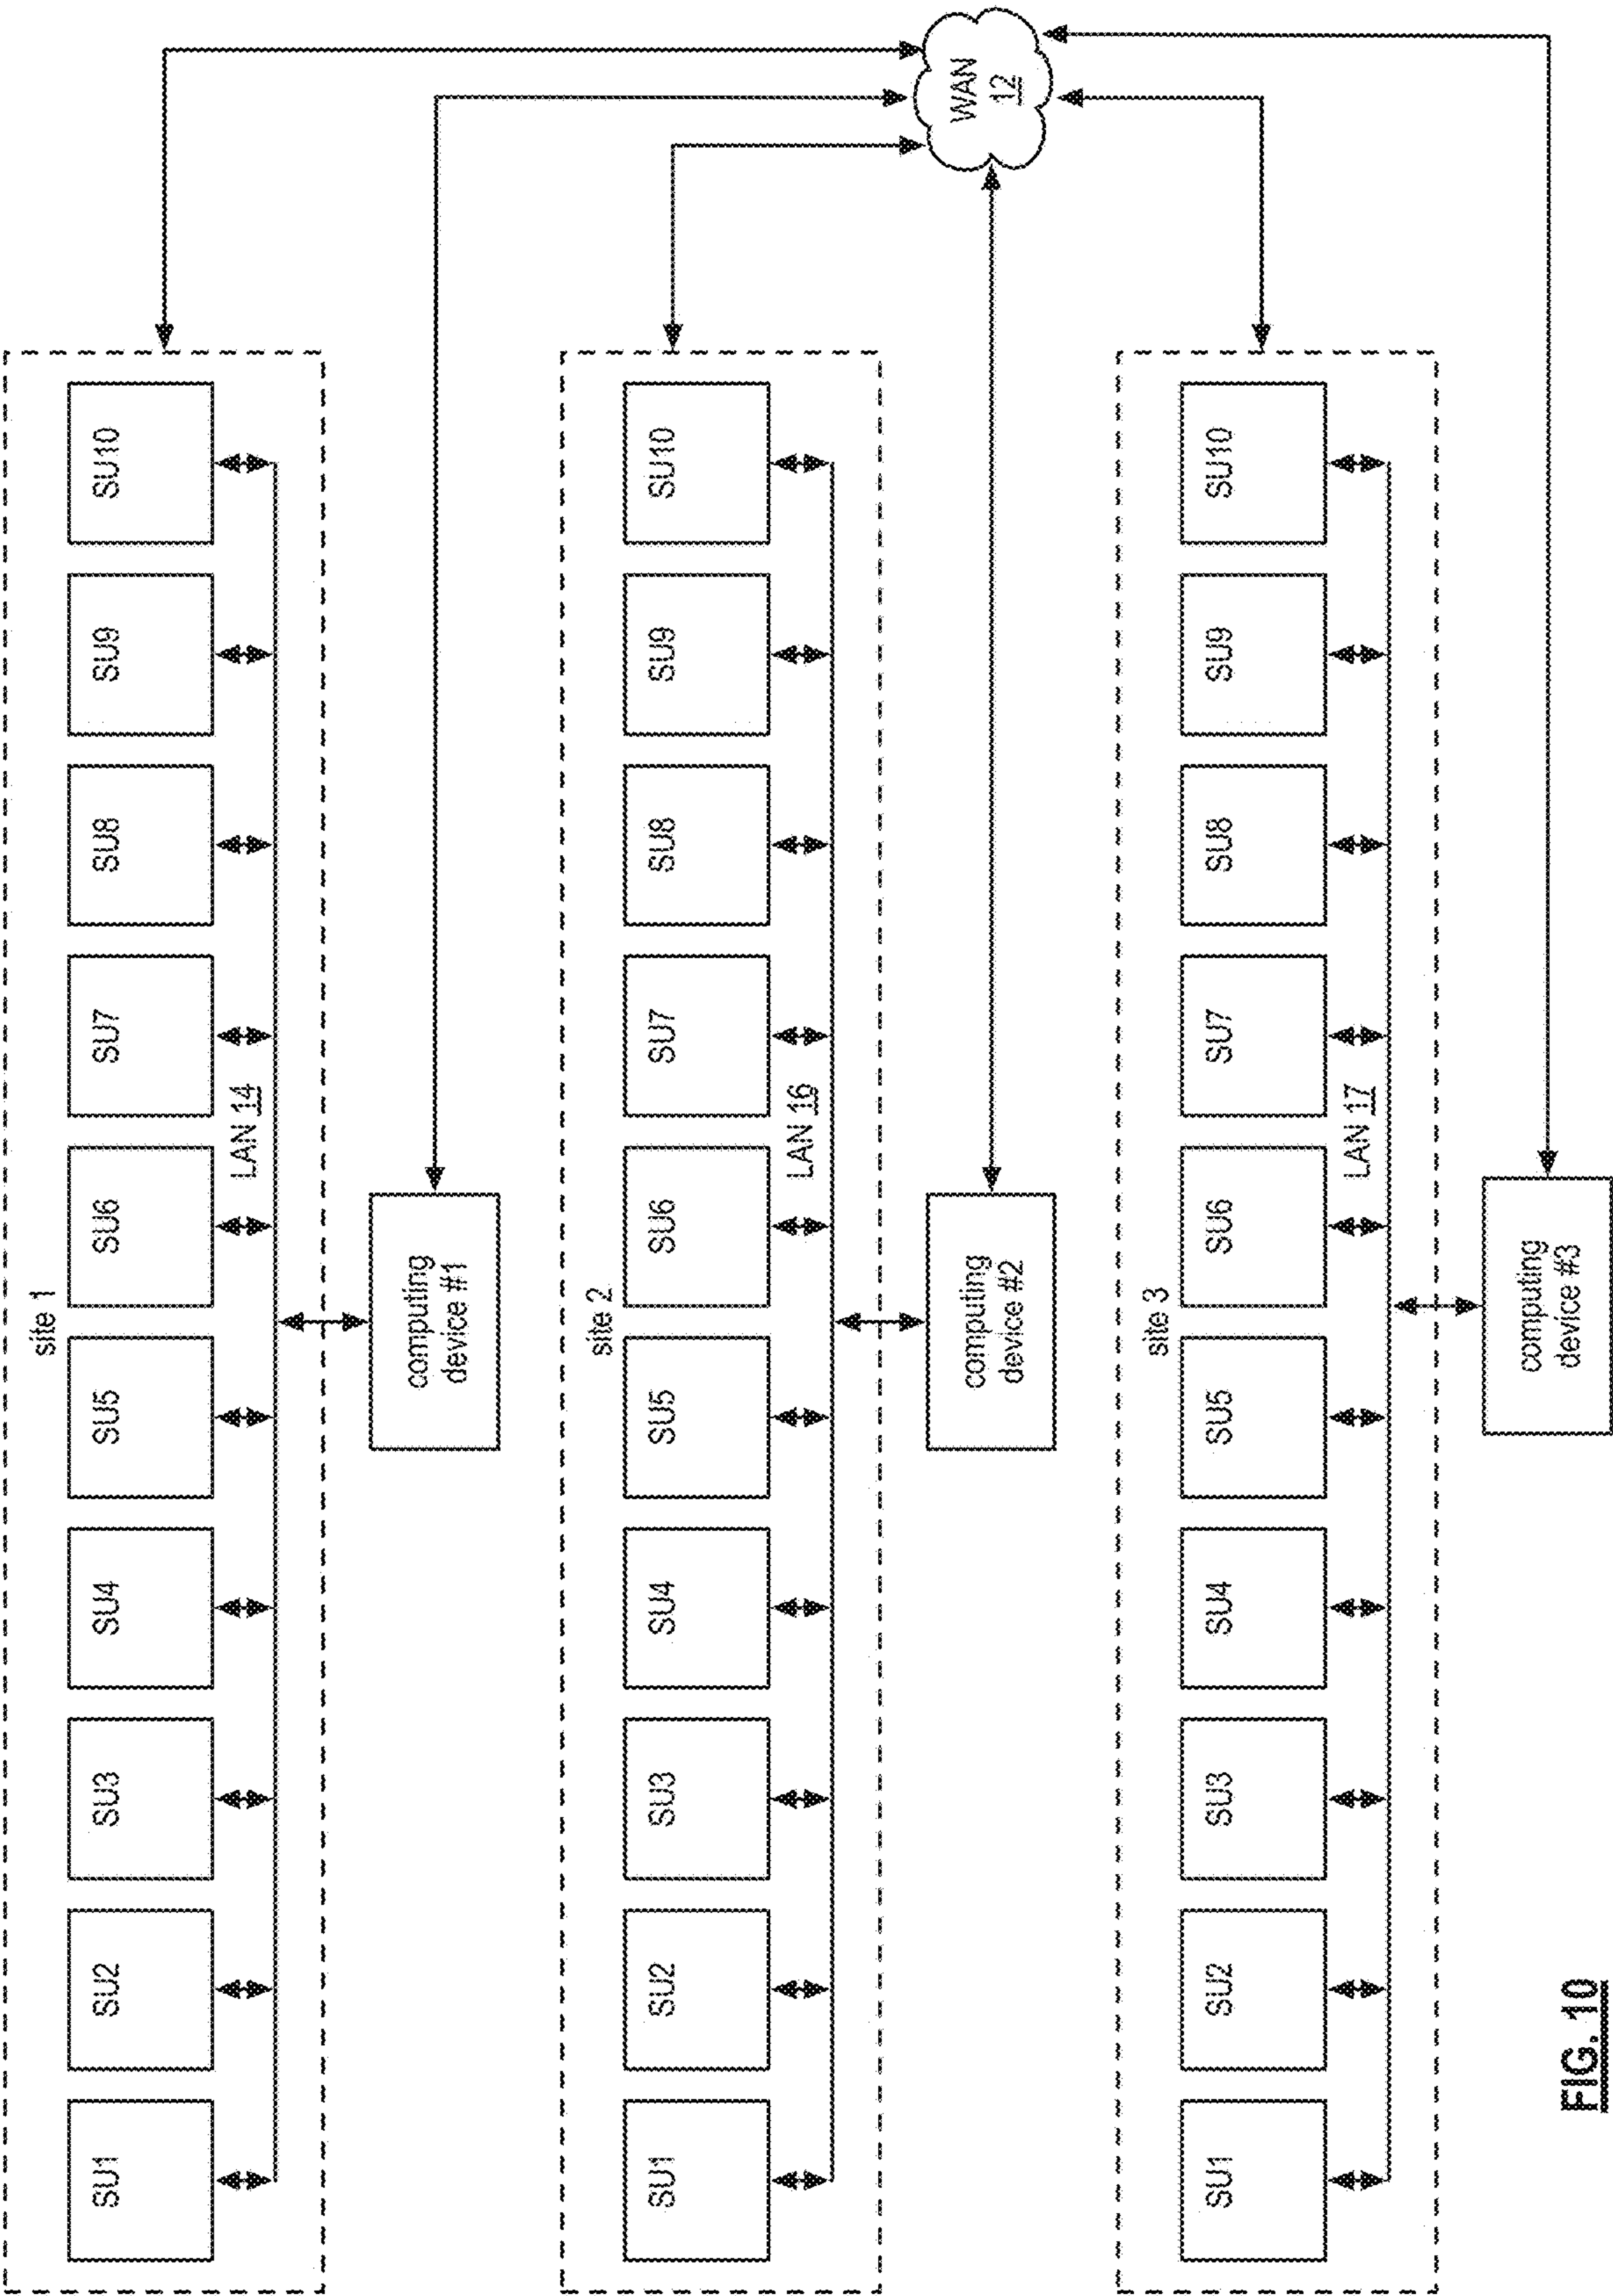 site 1
SU1
SU2
SU3
SU4
SU5
SU6
SU7
SU8
SU9
SU10
LAN 14
computing
device #1
site 2
SU1
SU2
SU3
SU4
SU5
SU6
SU7
SU8
SU9
SU10
LAN 16
computing
device #2
WAN
12
site 3
SU1
SU2
SU3
SU4
SU5
SU6
SU7
SU8
SU9
SU10
LAN 17
computing
device #3
FIG. 10